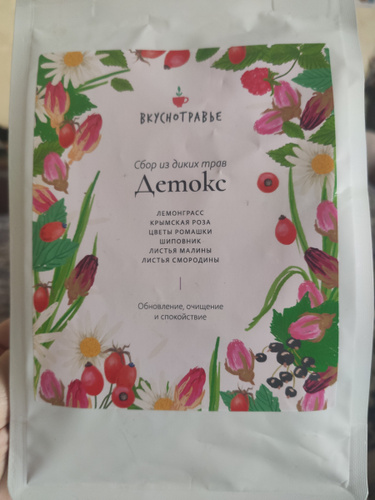 ВКУСНОТРАВЬЕ
Сбор из диких трав
Детокс
ЛЕМОНГРАСС
КРЫМСКАЯ РОЗА
ЦВЕТЫ РОМАШКИ
ШИПОВНИК
ЛИСТЬЯ МАЛИНЫ
ЛИСТЬЯ СМОРОДИНЫ
Обновление, очищение
и спокойствие